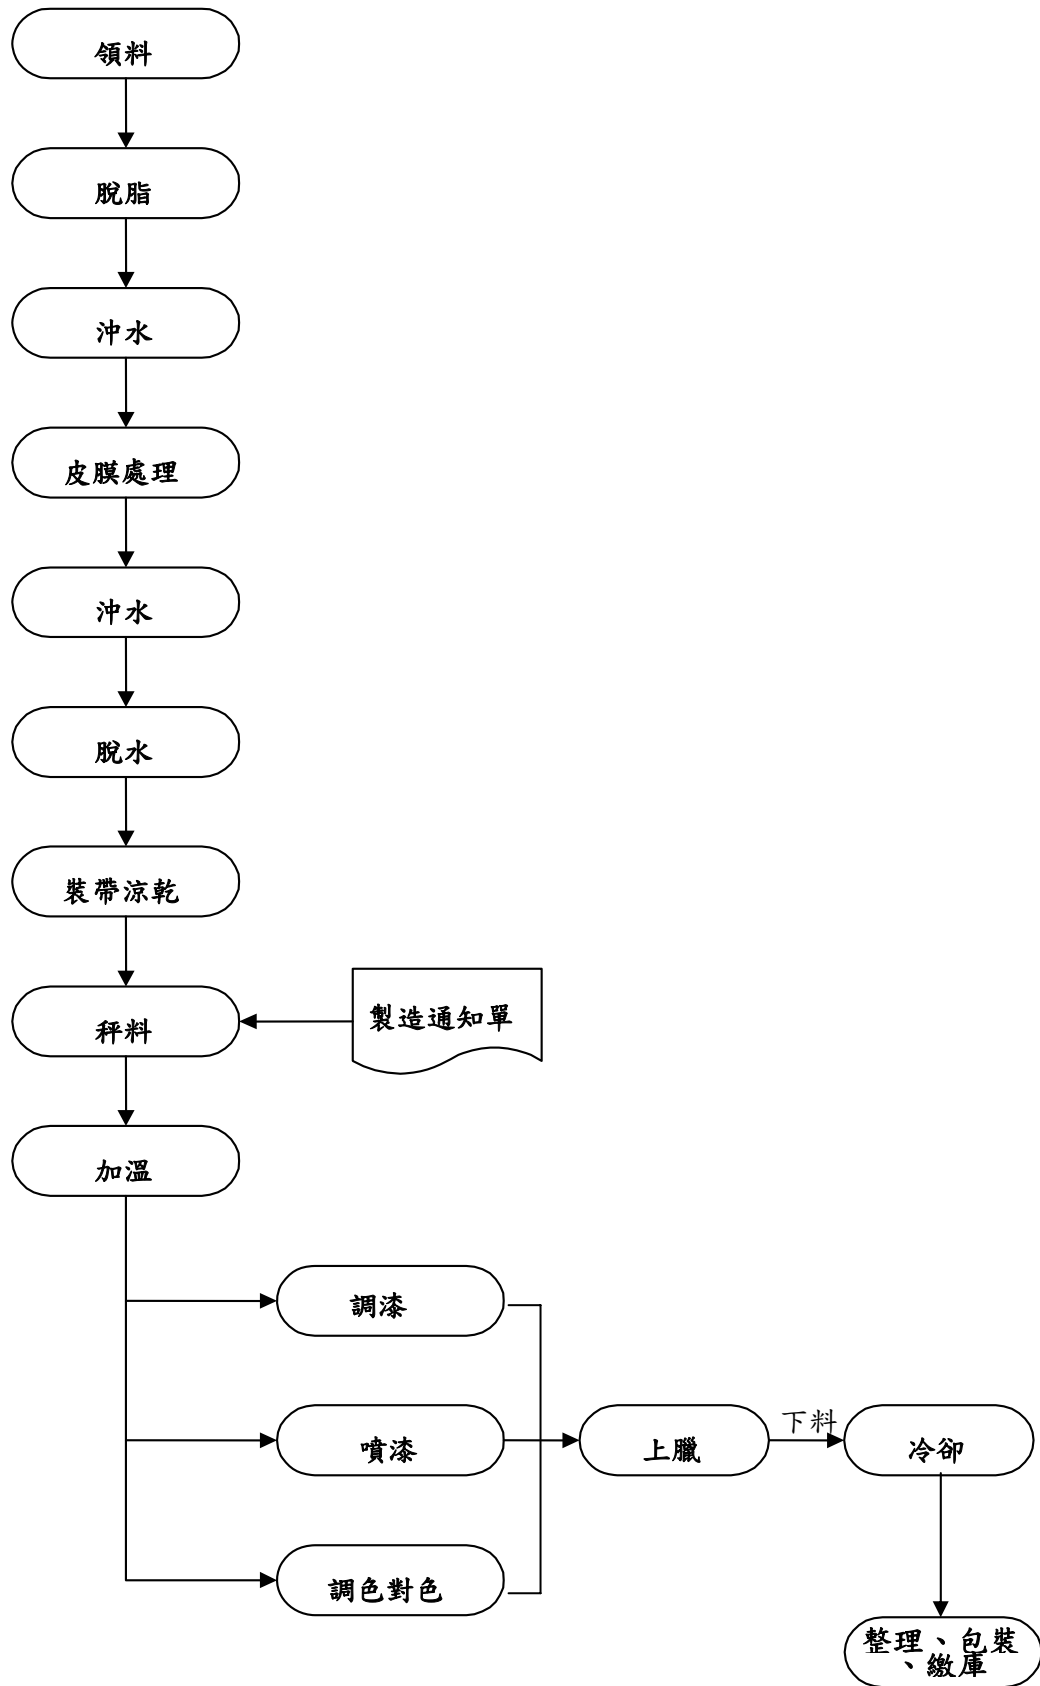 領料
脫脂
沖水
皮膜處理
沖水
脫水
裝帶涼乾
秤料
製造通知單
加溫
調漆
噴漆
上臘
下料
冷卻
調色對色
整理、包裝
、繳庫